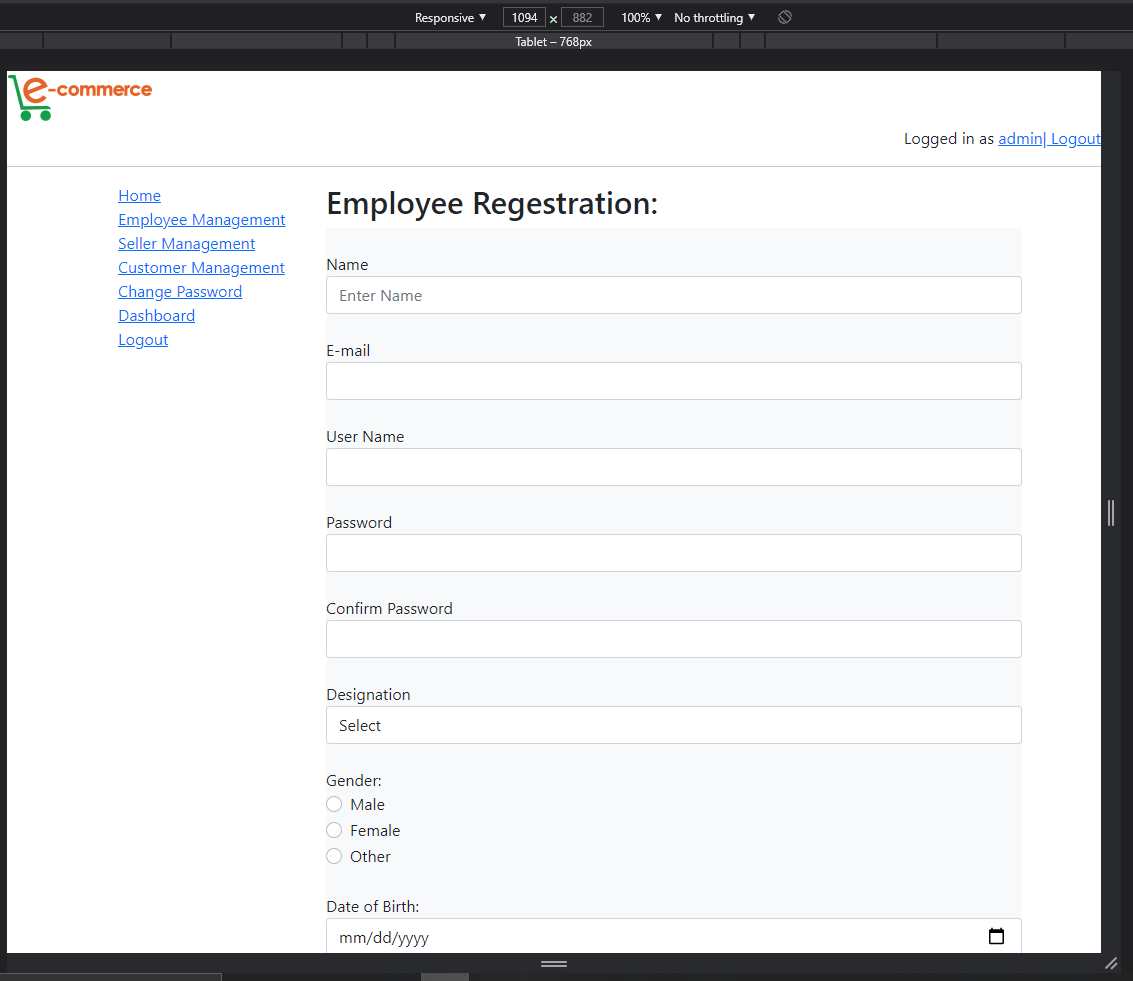 Responsive ▼ 1094 × 882 100% ▼ No throttling ▼
Tablet – 768px
e-commerce
Logged in as admin| Logout
Home
Employee Management
Seller Management
Customer Management
Change Password
Dashboard
Logout
Employee Regestration:
Name
Enter Name
E-mail
User Name
Password
Confirm Password
Designation
Select
Gender:
Male
Female
Other
Date of Birth:
mm/dd/yyyy